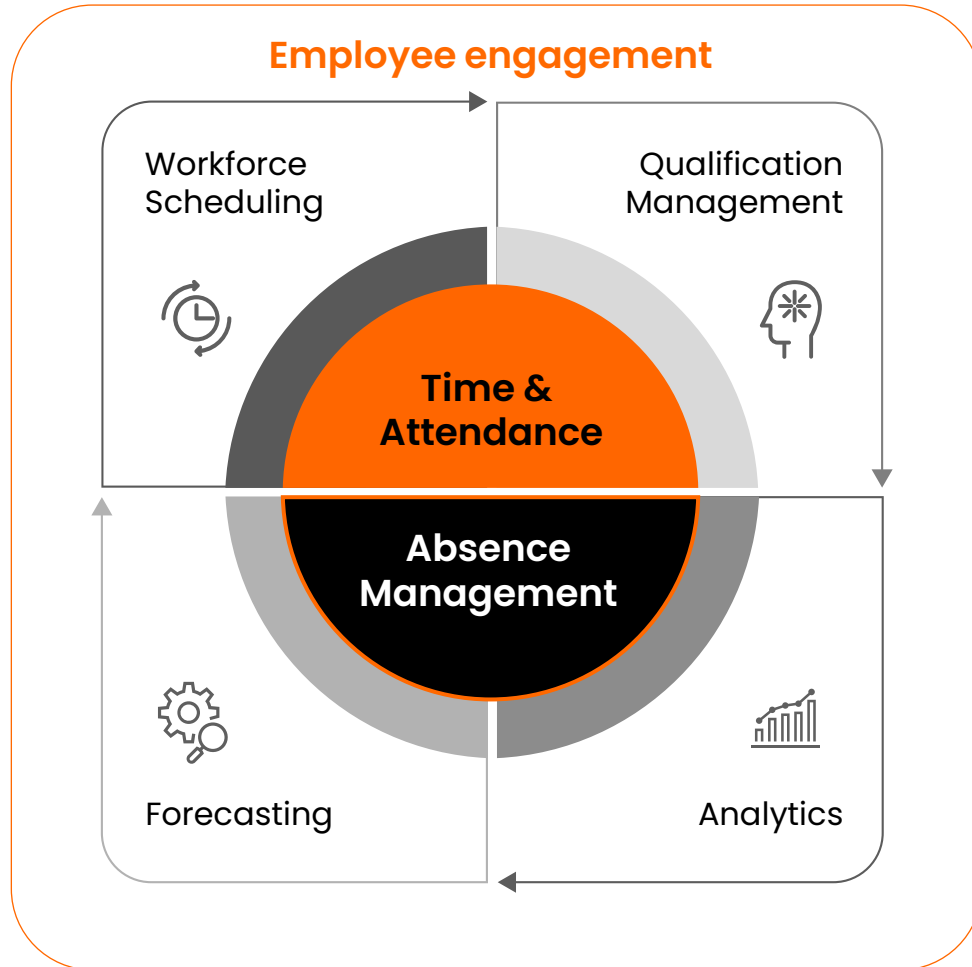 Employee engagement
Workforce
Scheduling
Qualification
Management
Time &
Attendance
Absence
Management
Forecasting
Analytics